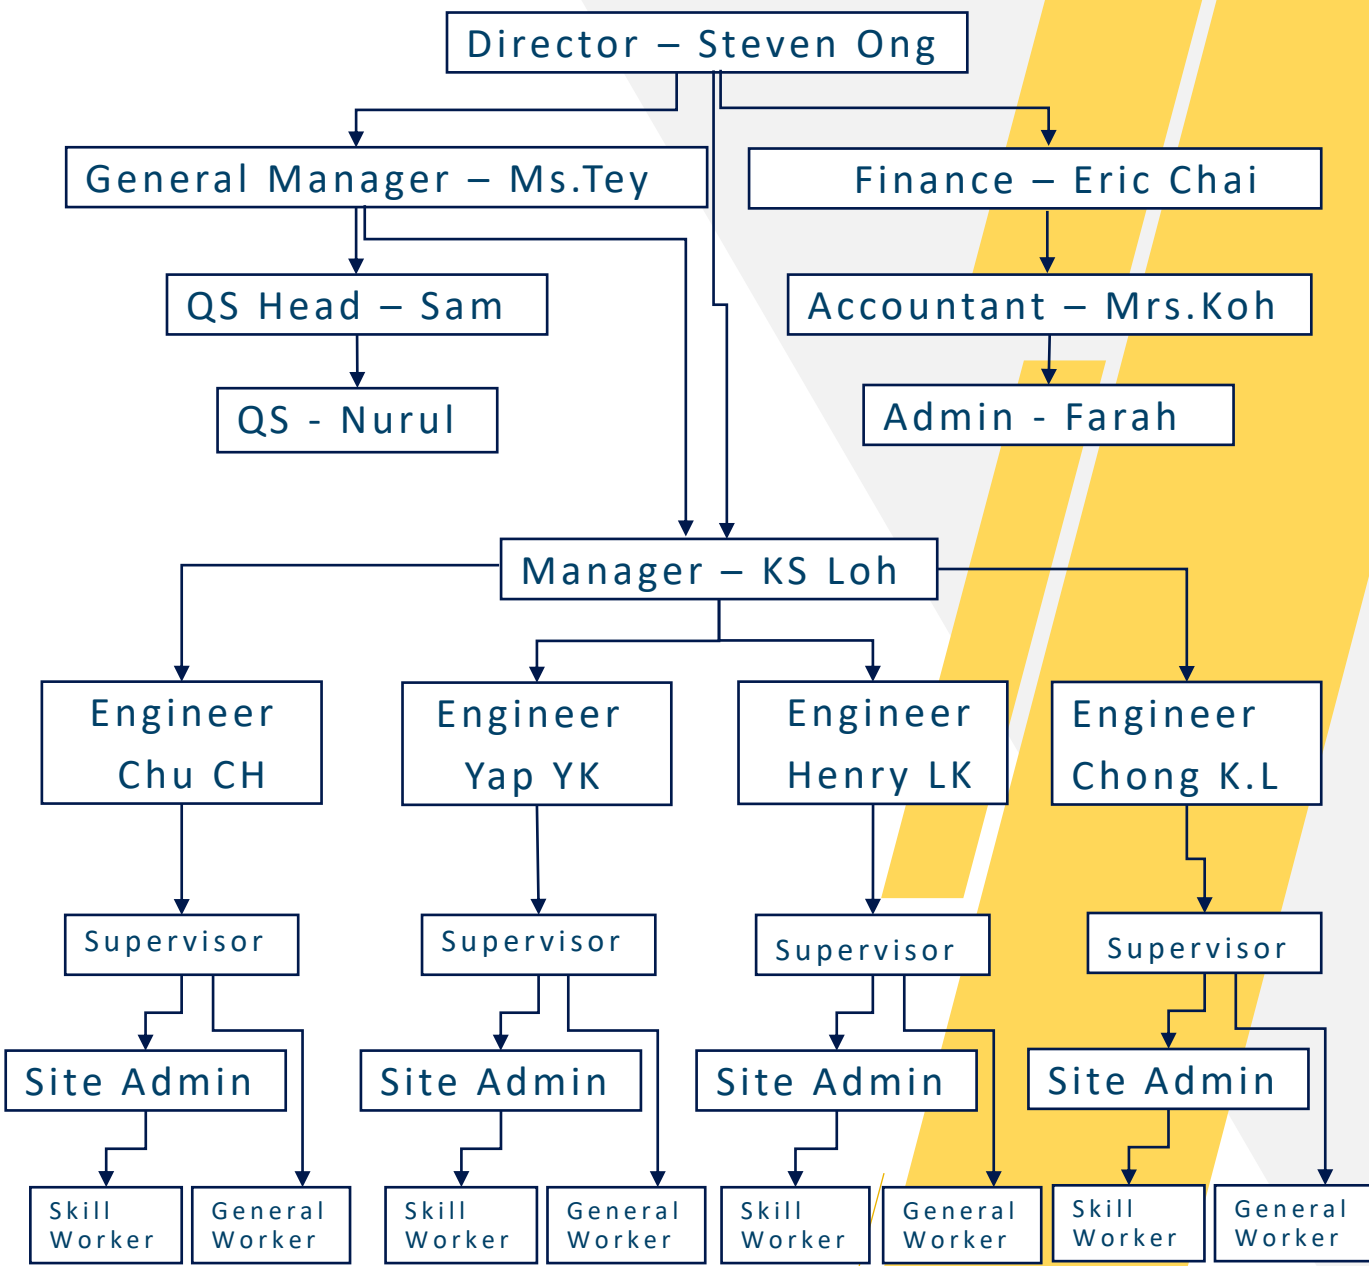 Director – Steven Ong
General Manager – Ms.Tey
Finance – Eric Chai
QS Head – Sam
Accountant – Mrs.Koh
QS - Nurul
Admin - Farah
Manager – KS Loh
Engineer
Chu CH
Engineer
Yap YK
Engineer
Henry LK
Engineer
Chong K.L
Supervisor
Supervisor
Supervisor
Supervisor
Site Admin
Site Admin
Site Admin
Site Admin
Skill
Worker
General
Worker
Skill
Worker
General
Worker
Skill
Worker
General
Worker
Skill
Worker
General
Worker